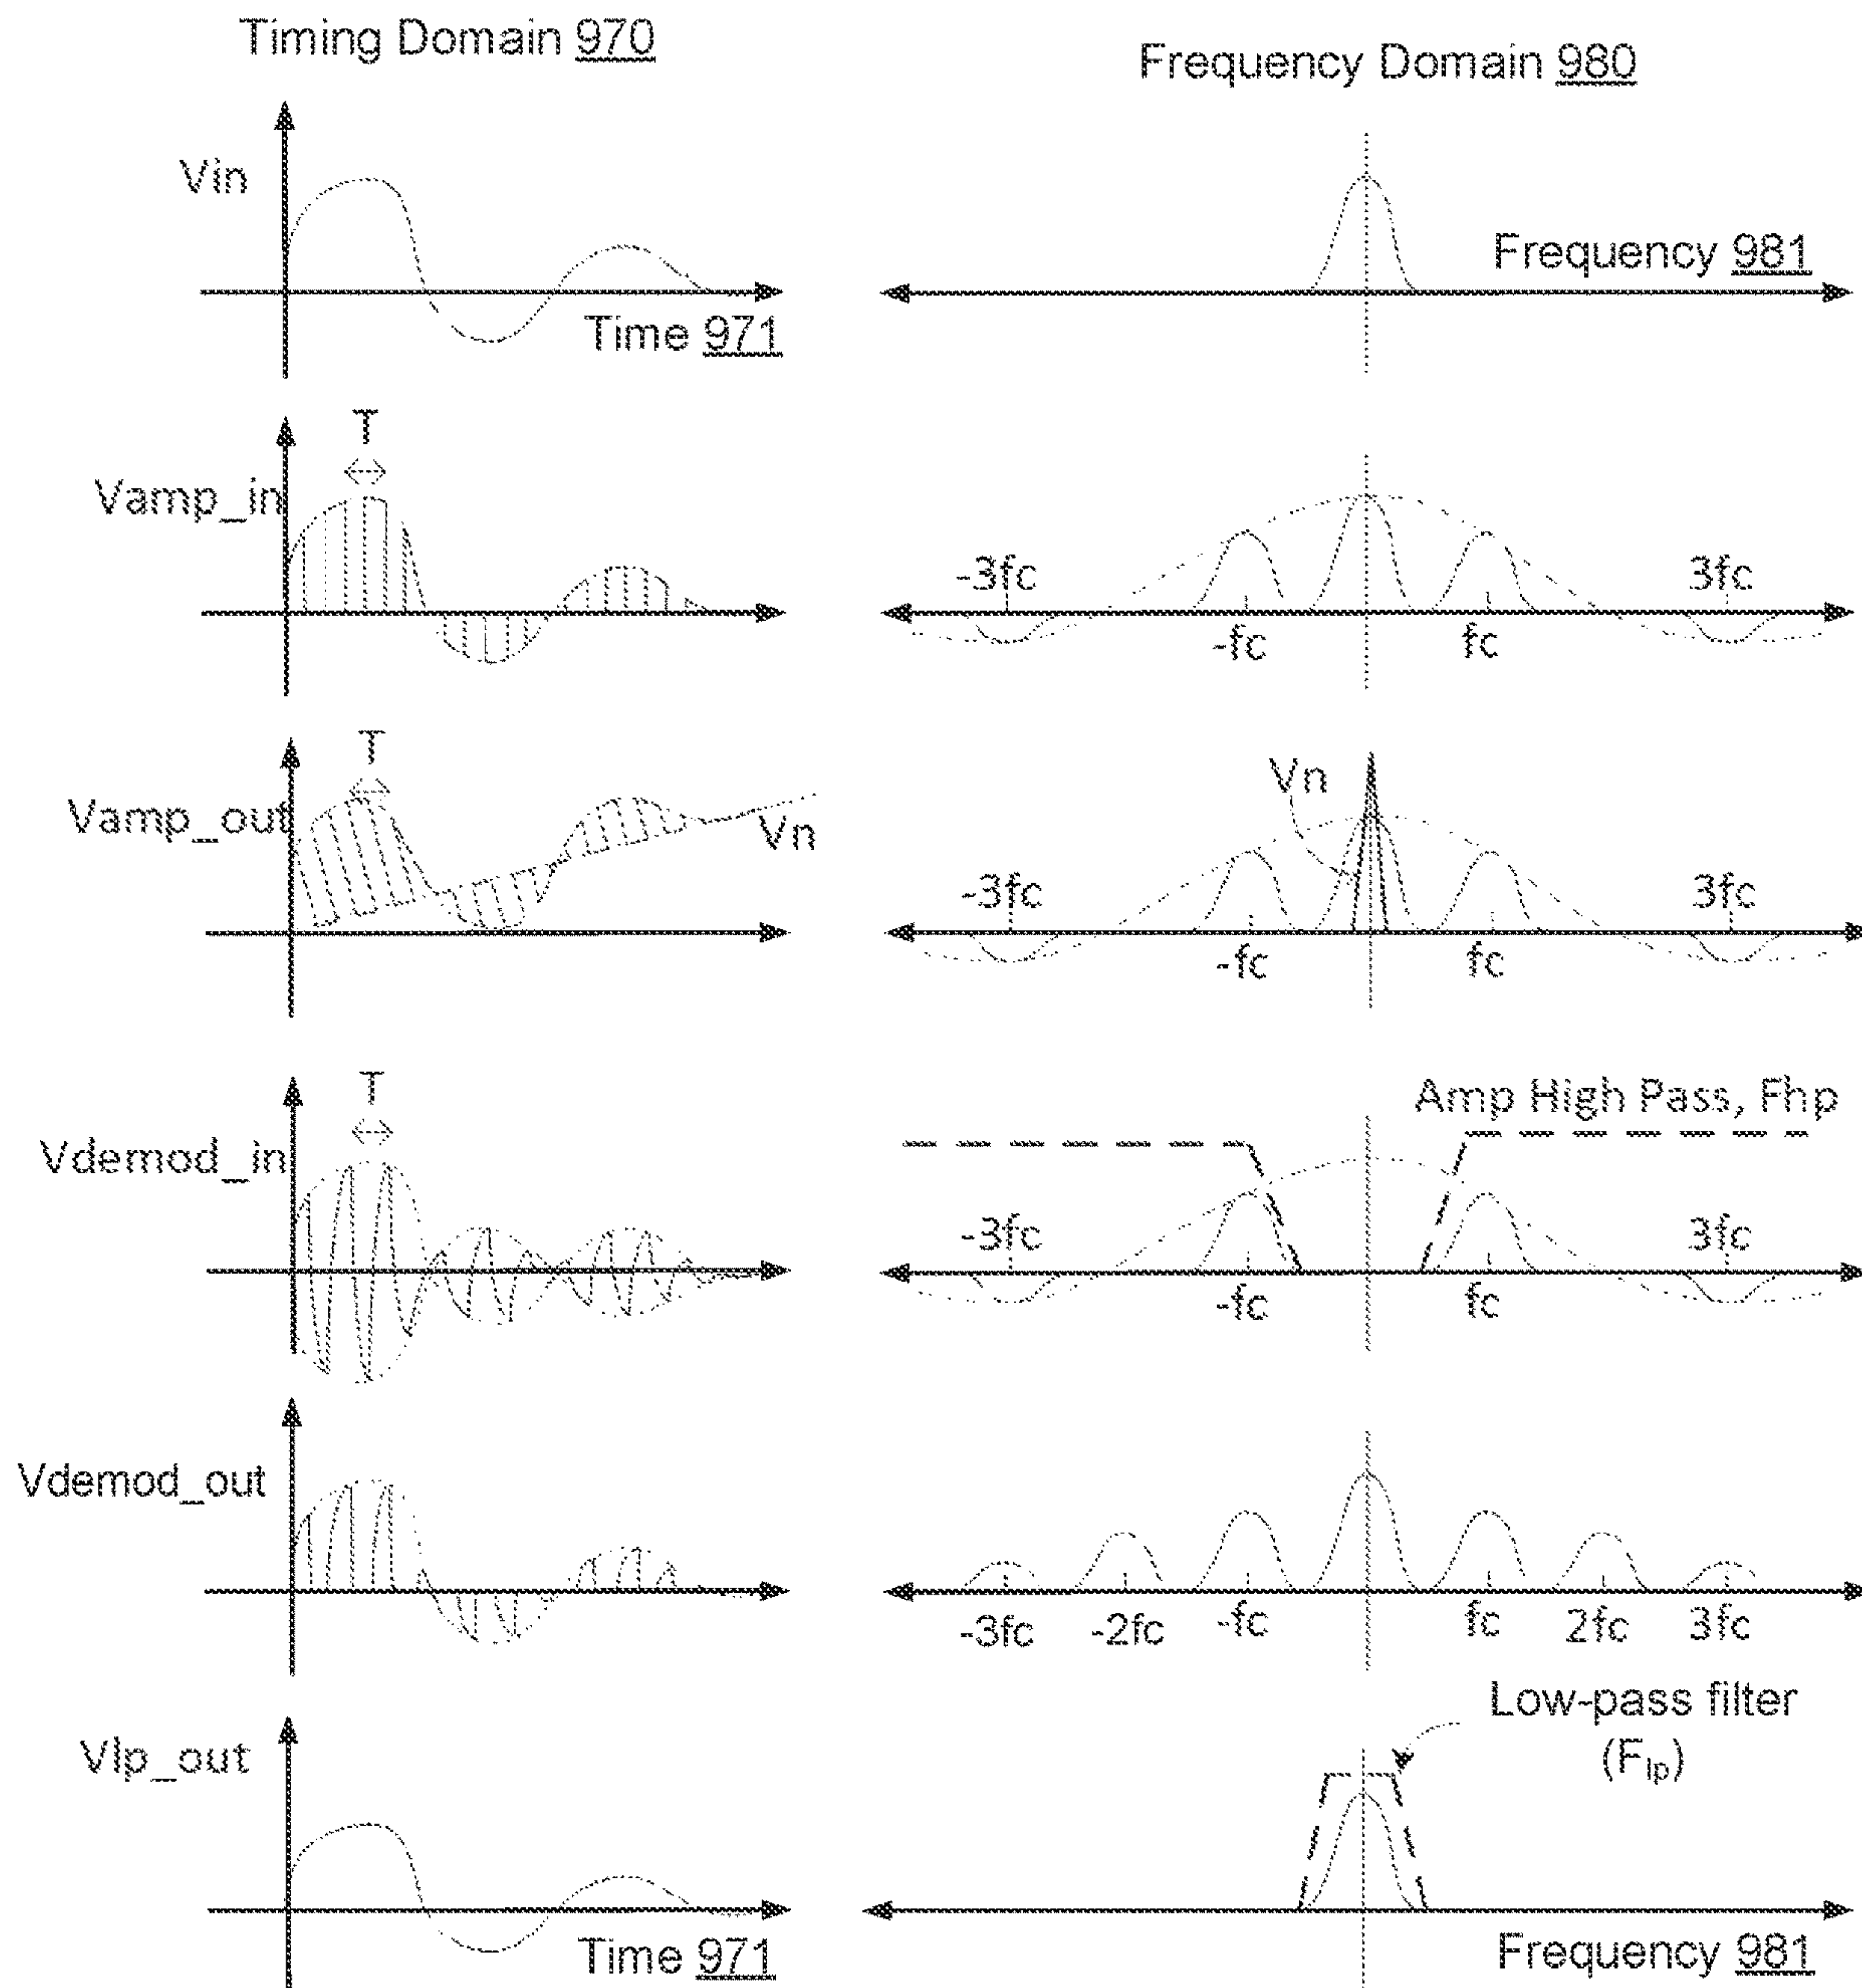 Timing Domain 970
Frequency Domain 980
Vin
Frequency 981
Time 971
T
Vamp_in
-3fc
3fc
-fc
fc
T
Vamp_out
Vn
Vn
-3fc
3fc
-fc
fc
T
Amp High Pass, Fhp
Vdemod_in
-3fc
3fc
-fc
fc
Vdemod_out
-3fc
-2fc
-fc
fc
2fc
3fc
Low-pass filter
(Flp)
Vlp_out
Time 971
Frequency 981